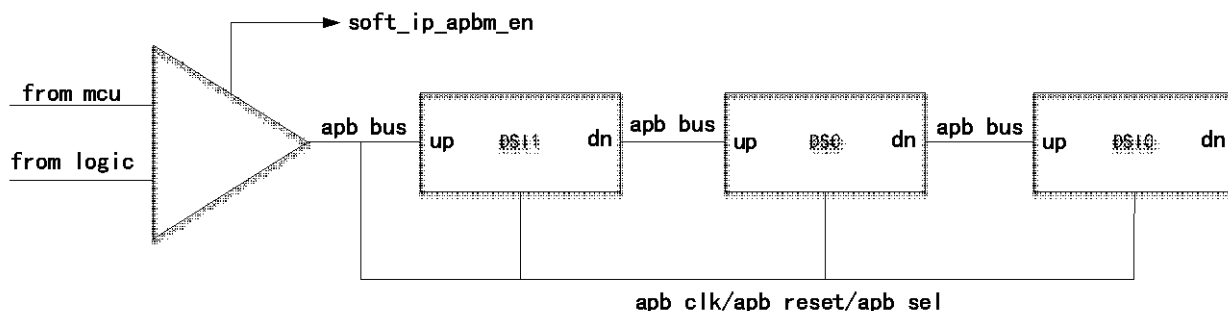 soft_ip_apbm_en
from mcu
from logic
apb bus
up
dn
apb bus
up
dn
apb bus
up
dn
apb clk/apb reset/apb sel